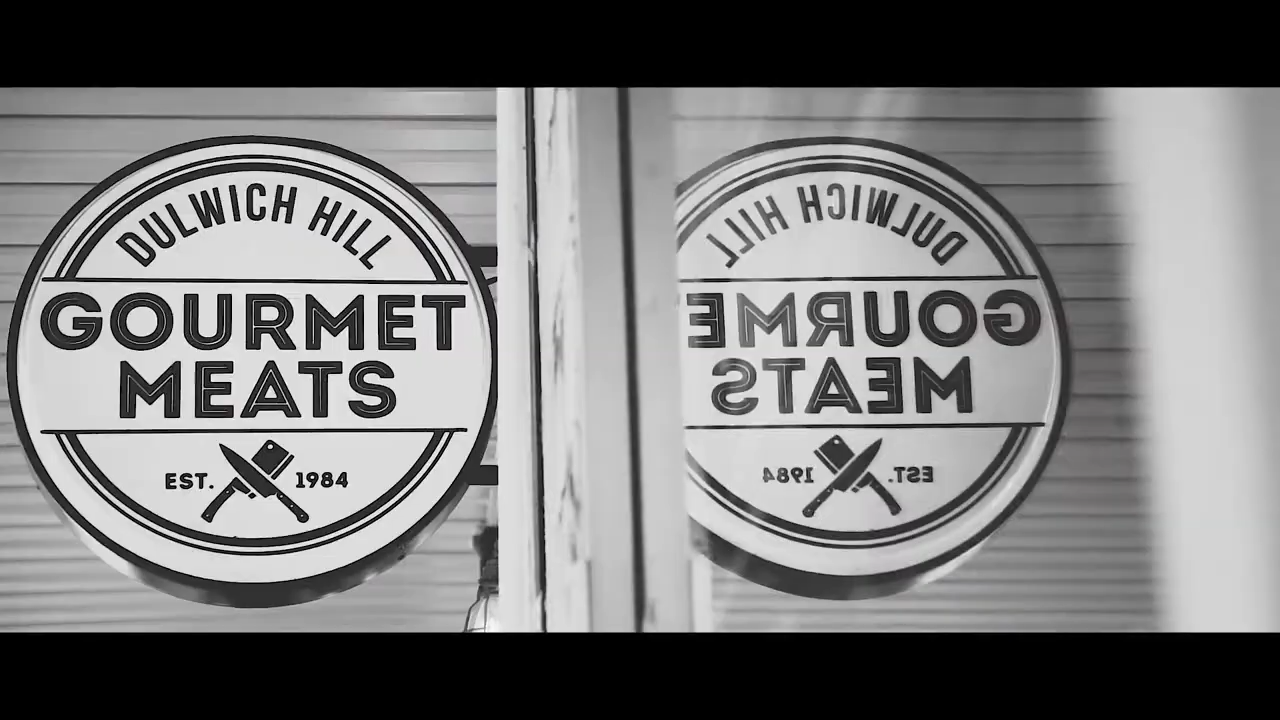 DULWICH HILL
GOURMET
MEATS
EST. 1984
DULWICH HILL
GOURME
MEATS
EST. 1984